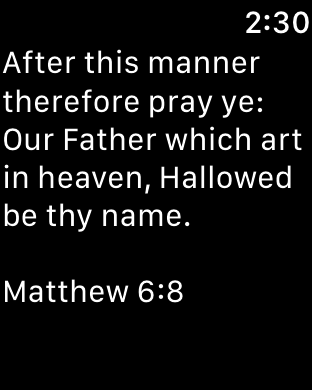 2:30
After this manner
therefore pray ye:
Our Father which art
in heaven, Hallowed
be thy name.
Matthew 6:8